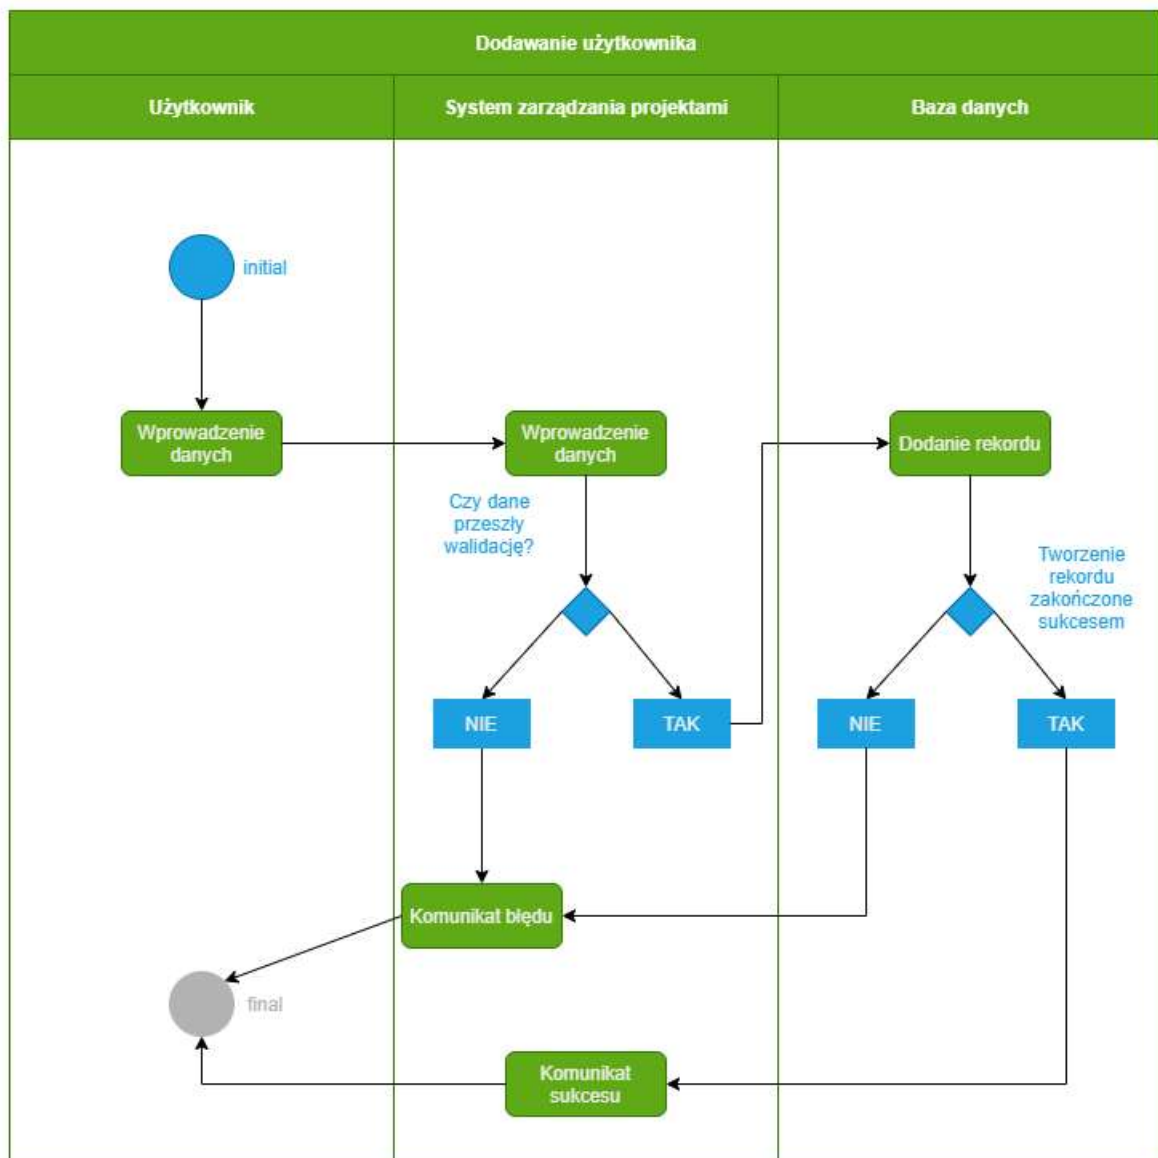 Dodawanie użytkownika
Użytkownik
System zarządzania projektami
Baza danych
initial
Wprowadzenie
danych
Wprowadzenie
danych
Dodanie rekordu
Czy dane
przeszły
walidację?
Tworzenie
rekordu
zakończone
sukcesem
NIE
TAK
NIE
TAK
Komunikat błędu
final
Komunikat
sukcesu